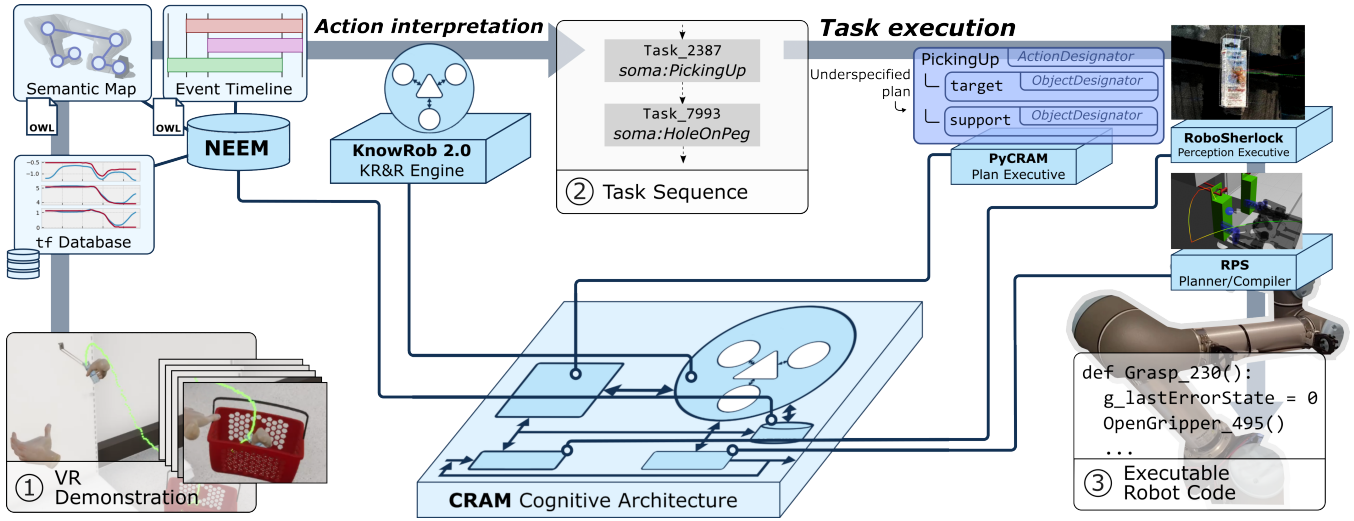 Action interpretation
Task execution
Semantic Map
Event Timeline
OWL
OWL
NEEM
-0.5
-1.0
5
4
1
0
tf Database
KnowRob 2.0
KR&R Engine
Task_2387
soma:PickingUp
Task_7993
soma:HoleOnPeg
② Task Sequence
Underspecified
plan
PickingUp
ActionDesignator
target
ObjectDesignator
support
ObjectDesignator
PyCRAM
Plan Executive
RoboSherlock
Perception Executive
RPS
Planner/Compiler
① VR
Demonstration
CRAM Cognitive Architecture
def Grasp_230():
g_lastErrorState = 0
OpenGripper_495()
...
③ Executable
Robot Code